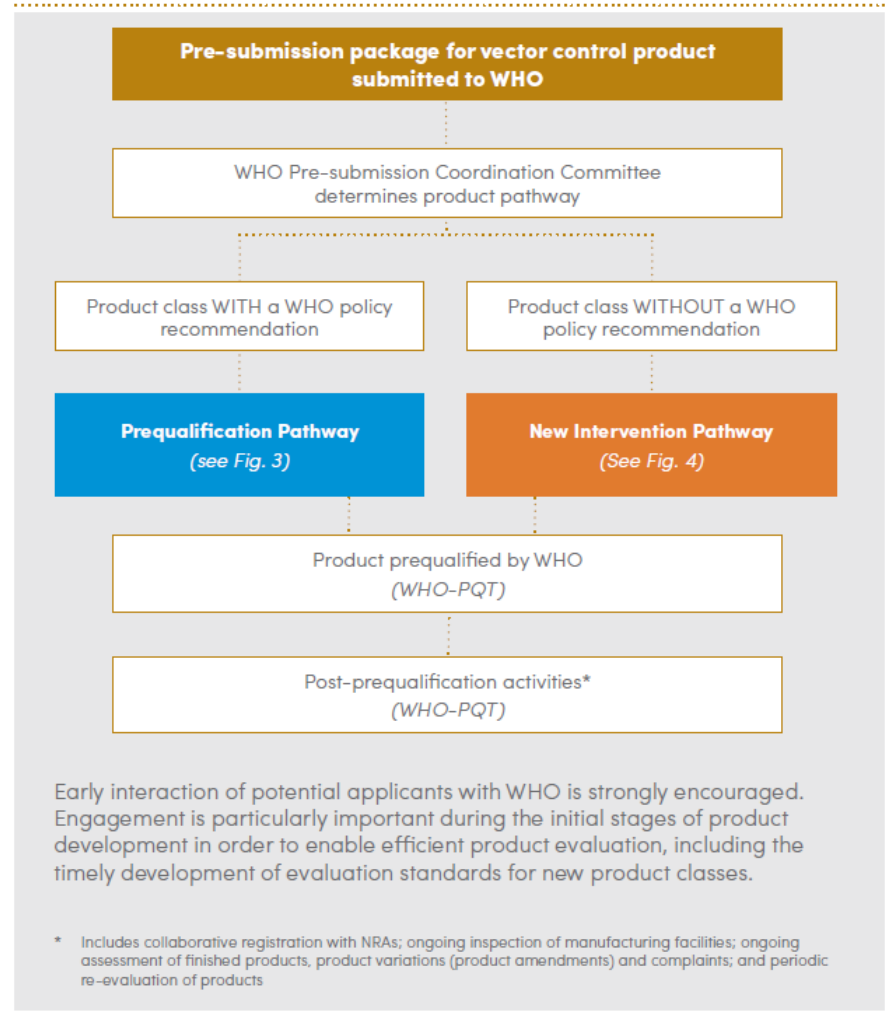 Pre-submission package for vector control product
submitted to WHO
WHO Pre-submission Coordination Committee
determines product pathway
Product class WITH a WHO policy
recommendation
Product class WITHOUT a WHO
policy recommendation
Prequalification Pathway
(see Fig. 3)
New Intervention Pathway
(See Fig. 4)
Product prequalified by WHO
(WHO-PQT)
Post-prequalification activities*
(WHO-PQT)
Early interaction of potential applicants with WHO is strongly encouraged.
Engagement is particularly important during the initial stages of product
development in order to enable efficient product evaluation, including the
timely development of evaluation standards for new product classes.
* Includes collaborative registration with NRAs; ongoing inspection of manufacturing facilities; ongoing
assessment of finished products, product variations (product amendments) and complaints; and periodic
re-evaluation of products